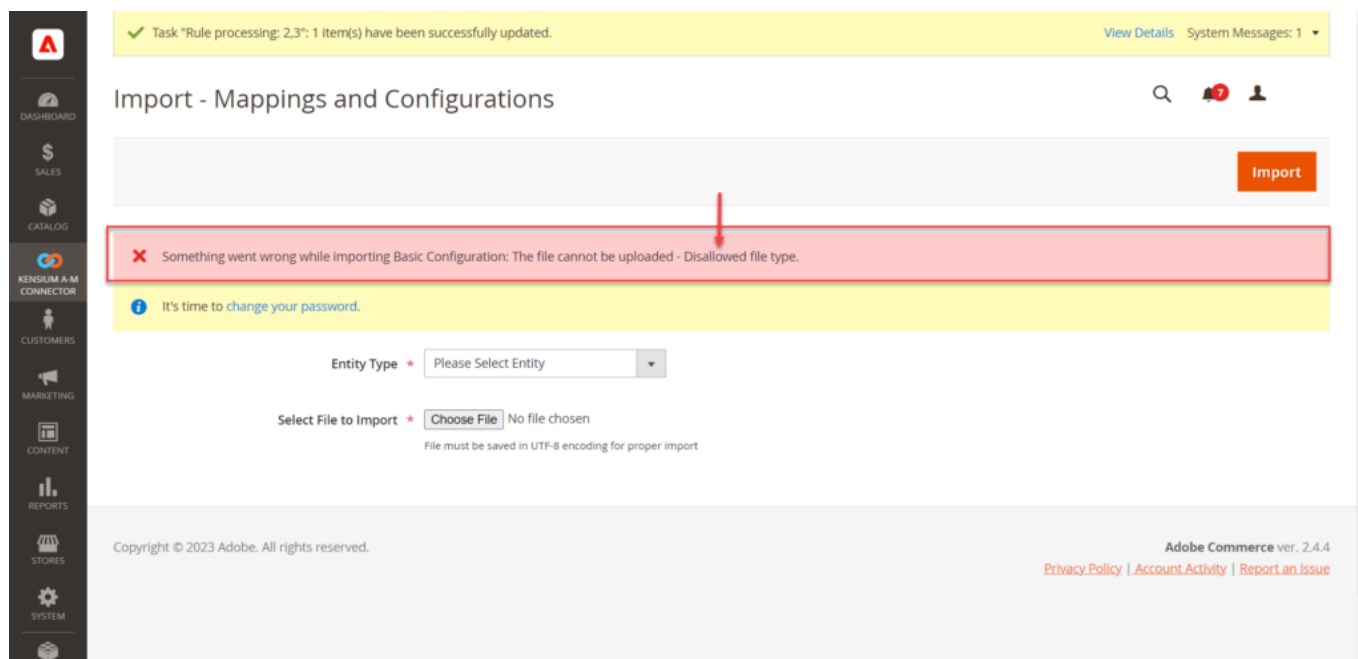 Task "Rule processing: 2,3": 1 item(s) have been successfully updated.
View Details System Messages: 1
Import - Mappings and Configurations
7
Import
Something went wrong while importing Basic Configuration: The file cannot be uploaded - Disallowed file type.
It's time to change your password.
Entity Type *
Please Select Entity
Select File to Import *
Choose File No file chosen
File must be saved in UTF-8 encoding for proper import
DASHBOARD
$
SALES
CATALOG
KENSIUM A-M
CONNECTOR
CUSTOMERS
MARKETING
CONTENT
REPORTS
STORES
SYSTEM
Copyright © 2023 Adobe. All rights reserved.
Adobe Commerce ver. 2.4.4
Privacy Policy | Account Activity | Report an Issue